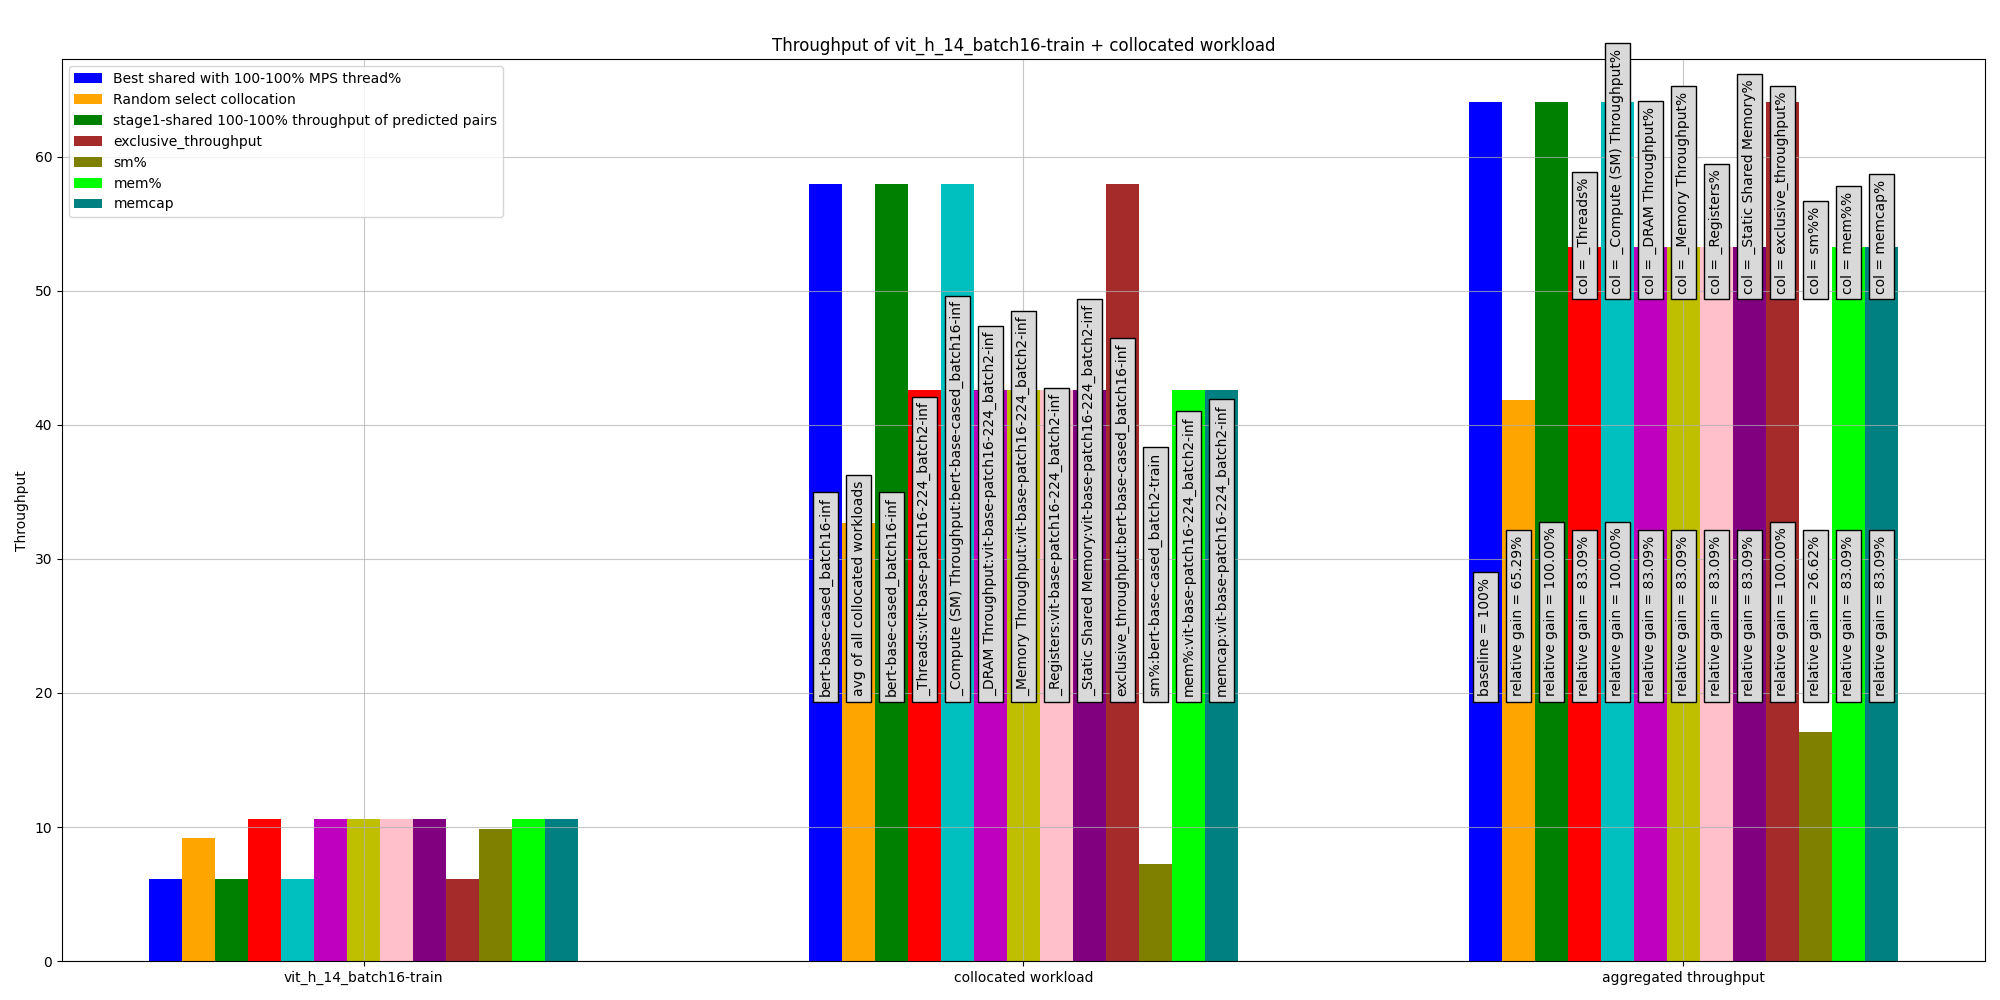 Throughput of vit_h_14_batch16-train + collocated workload
Best shared with 100-100% MPS thread%
Random select collocation
stage1-shared 100-100% throughput of predicted pairs
exclusive_throughput
sm%
mem%
memcap
Throughput
60
50
40
30
20
10
0
bert-base-cased_batch16-inf
avg of all collocated workloads
bert-base-cased_batch16-inf
_Threads:vit-base-patch16-224_batch2-inf
_Compute (SM) Throughput:bert-base-cased_batch16-inf
_DRAM Throughput:vit-base-patch16-224_batch2-inf
_Memory Throughput:vit-base-patch16-224_batch2-inf
_Registers:vit-base-patch16-224_batch2-inf
_Static Shared Memory:vit-base-patch16-224_batch2-inf
exclusive_throughput:bert-base-cased_batch16-inf
sm%:bert-base-cased_batch2-train
mem%:vit-base-patch16-224_batch2-inf
memcap:vit-base-patch16-224_batch2-inf
col = _Threads%
col = _Compute (SM) Throughput%
col = _DRAM Throughput%
col = _Memory Throughput%
col = _Registers%
col = _Static Shared Memory%
col = exclusive_throughput%
col = sm%%
col = mem%%
col = memcap%
baseline = 100%
relative gain = 65.29%
relative gain = 100.00%
relative gain = 83.09%
relative gain = 100.00%
relative gain = 83.09%
relative gain = 83.09%
relative gain = 83.09%
relative gain = 83.09%
relative gain = 100.00%
relative gain = 26.62%
relative gain = 83.09%
relative gain = 83.09%
vit_h_14_batch16-train
collocated workload
aggregated throughput